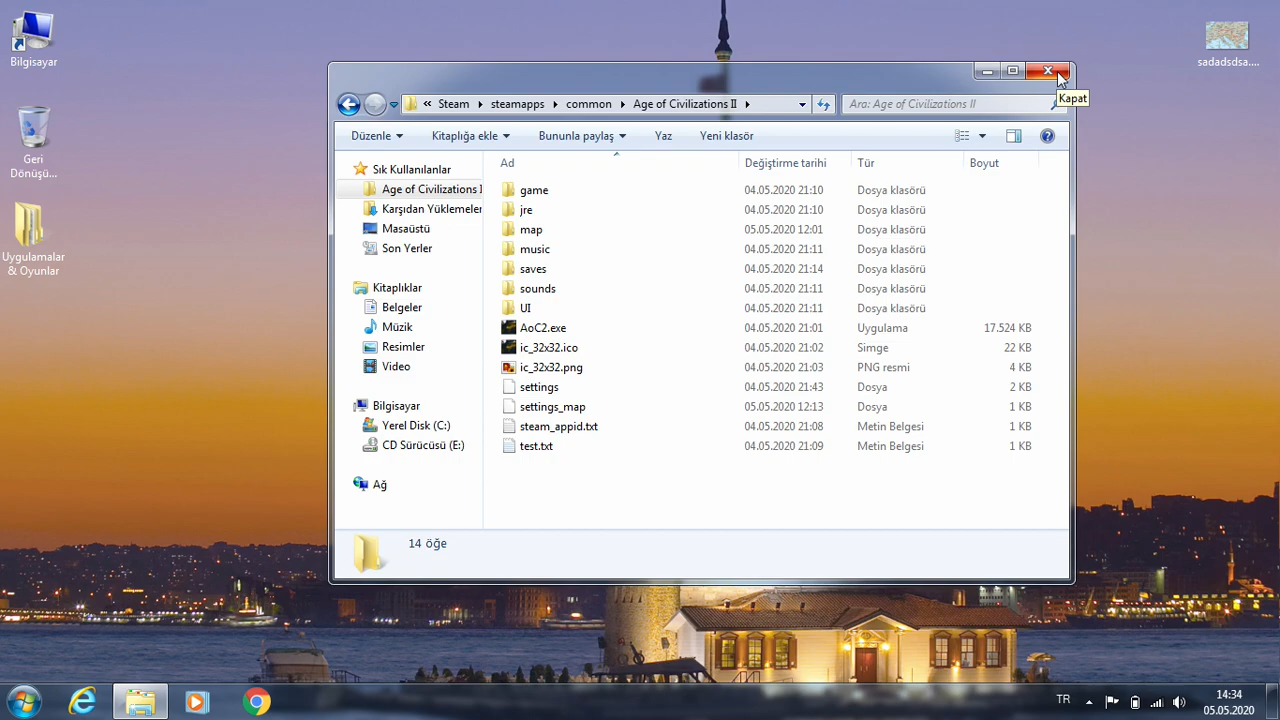 Bilgisayar
Geri
Dönüşü...
Uygulamalar
& Oyunlar
sadadsdsa....
Kapat
« Steam steamapps common Age of Civilizations II
Ara: Age of Civilizations II
Düzenle Kitaplığa ekle Bununla paylaş Yaz Yeni klasör
Sık Kullanılanlar
Age of Civilizations I
Karşıdan Yüklemeler
Masaüstü
Son Yerler
Kitaplıklar
Belgeler
Müzik
Resimler
Video
Bilgisayar
Yerel Disk (C:)
CD Sürücüsü (E:)
Ağ
Ad Değiştirme tarihi Tür Boyut
game 04.05.2020 21:10 Dosya klasörü
jre 04.05.2020 21:10 Dosya klasörü
map 05.05.2020 12:01 Dosya klasörü
music 04.05.2020 21:11 Dosya klasörü
saves 04.05.2020 21:14 Dosya klasörü
sounds 04.05.2020 21:11 Dosya klasörü
UI 04.05.2020 21:11 Dosya klasörü
AoC2.exe 04.05.2020 21:01 Uygulama 17.524 KB
ic_32x32.ico 04.05.2020 21:02 Simge 22 KB
ic_32x32.png 04.05.2020 21:03 PNG resmi 4 KB
settings 04.05.2020 21:43 Dosya 2 KB
settings_map 05.05.2020 12:13 Dosya 1 KB
steam_appid.txt 04.05.2020 21:08 Metin Belgesi 1 KB
test.txt 04.05.2020 21:09 Metin Belgesi 1 KB
14 öğe
TR
14:34
05.05.2020